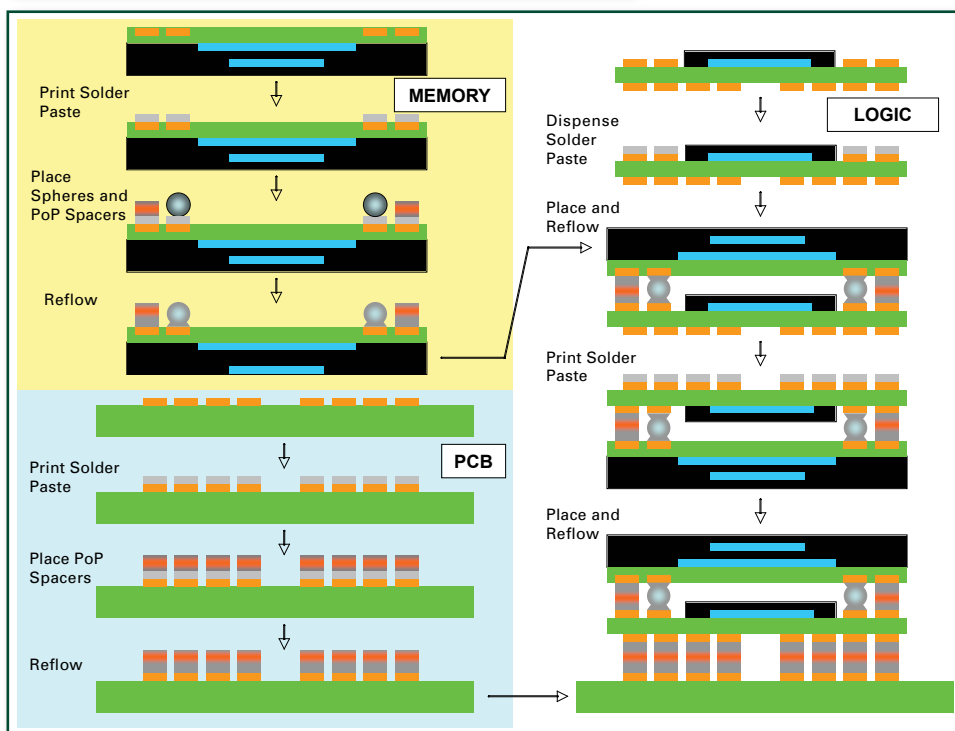 Print Solder
Paste
MEMORY
Place
Spheres and
PoP Spacers
Reflow
Print Solder
Paste
PCB
Place PoP
Spacers
Reflow
LOGIC
Dispense
Solder
Paste
Place and
Reflow
Print Solder
Paste
Place and
Reflow